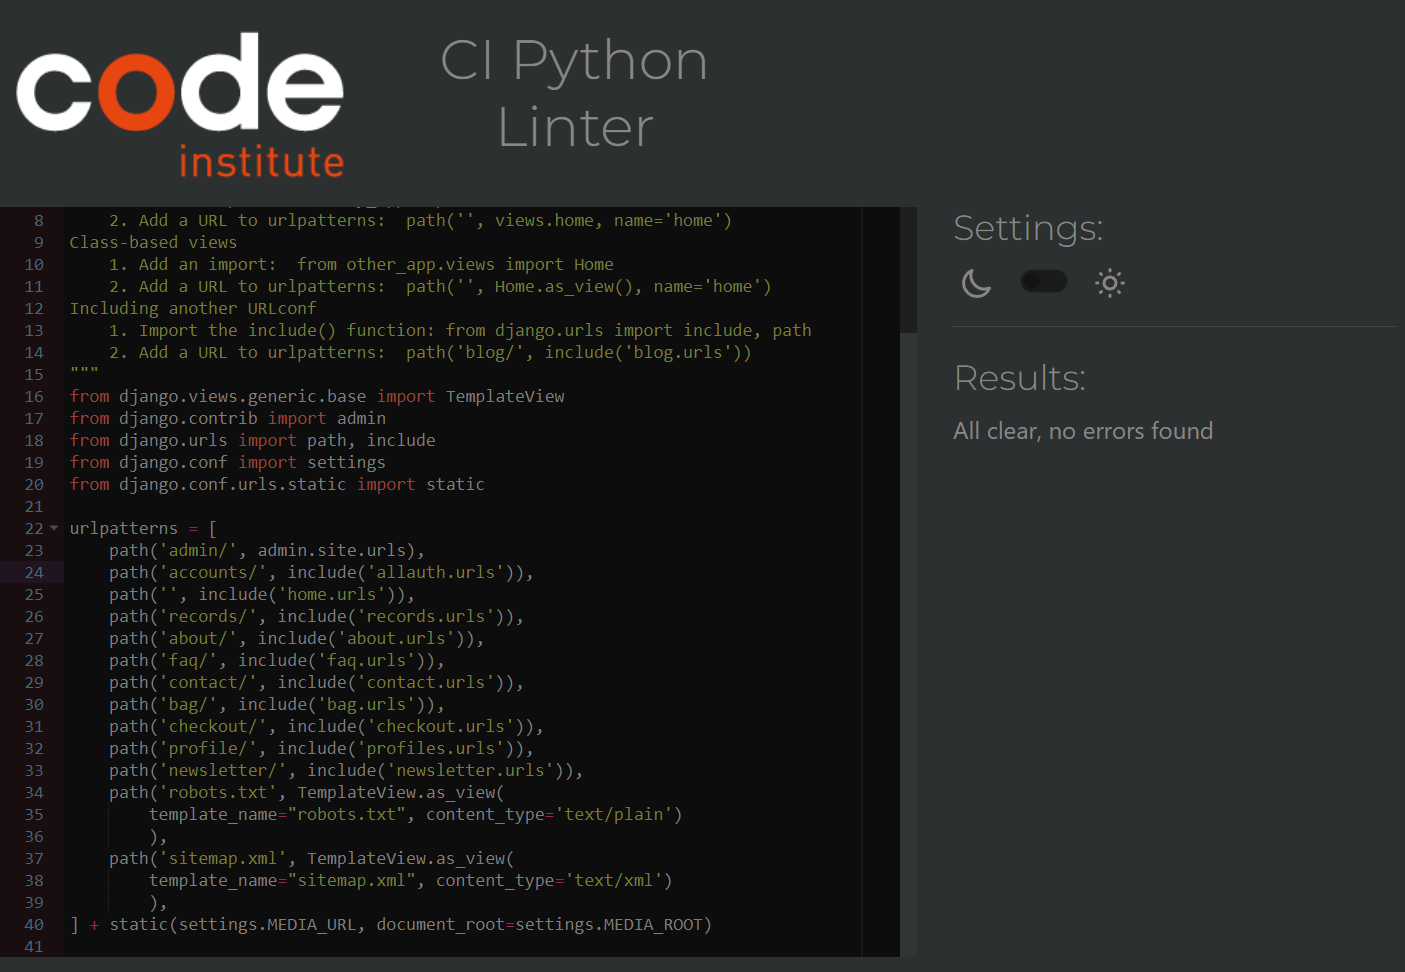 code
institute
CI Python
Linter
8 2. Add a URL to urlpatterns:  path('', views.home, name='home')
9 Class-based views
10 1. Add an import:  from other_app.views import Home
11 2. Add a URL to urlpatterns:  path('', Home.as_view(), name='home')
12 Including another URLconf
13 1. Import the include() function: from django.urls import include, path
14 2. Add a URL to urlpatterns:  path('blog/', include('blog.urls'))
15 """
16 from django.views.generic.base import TemplateView
17 from django.contrib import admin
18 from django.urls import path, include
19 from django.conf import settings
20 from django.conf.urls.static import static
21
22 urlpatterns = [
23 path('admin/', admin.site.urls),
24 path('accounts/', include('allauth.urls')),
25 path('', include('home.urls')),
26 path('records/', include('records.urls')),
27 path('about/', include('about.urls')),
28 path('faq/', include('faq.urls')),
29 path('contact/', include('contact.urls')),
30 path('bag/', include('bag.urls')),
31 path('checkout/', include('checkout.urls')),
32 path('profile/', include('profiles.urls')),
33 path('newsletter/', include('newsletter.urls')),
34 path('robots.txt', TemplateView.as_view(
35 template_name="robots.txt", content_type='text/plain')
36 ),
37 path('sitemap.xml', TemplateView.as_view(
38 template_name="sitemap.xml", content_type='text/xml')
39 ),
40 ] + static(settings.MEDIA_URL, document_root=settings.MEDIA_ROOT)
41
Settings:
Results:
All clear, no errors found